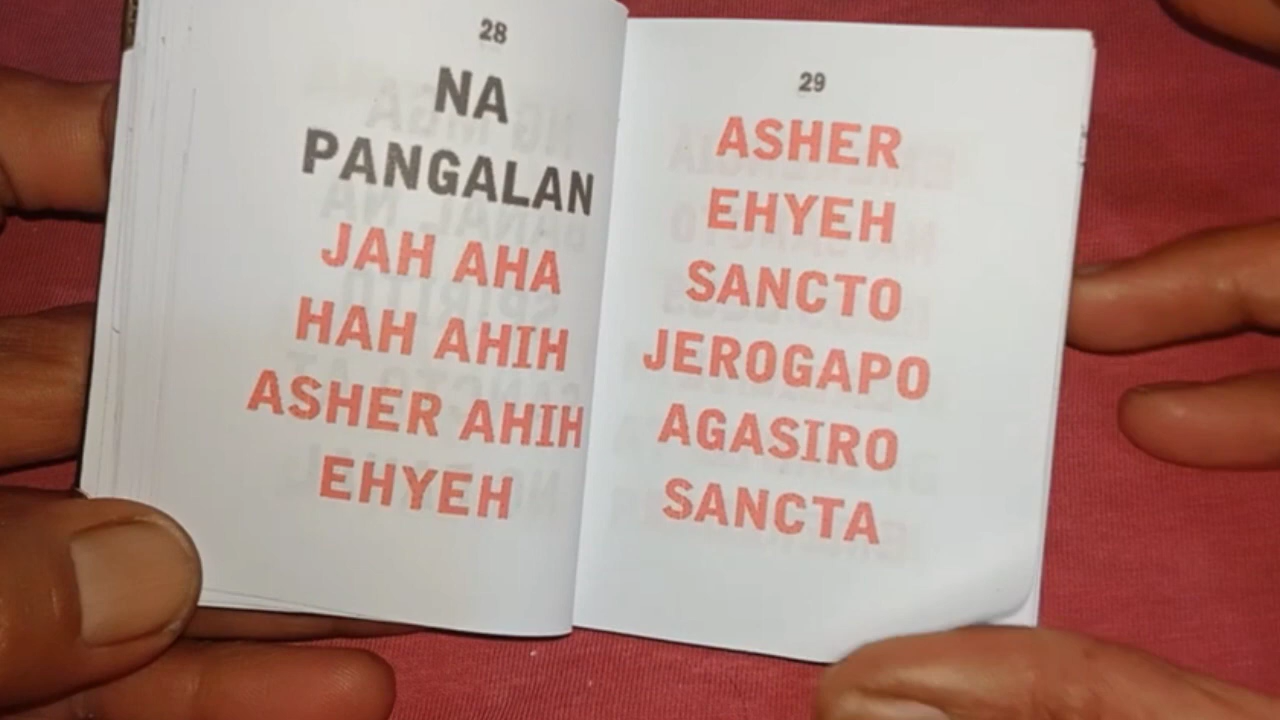 28
NA
PANGALAN
JAH AHA
HAH AHIH
ASHER AHIH
EHYEH
29
ASHER
EHYEH
SANCTO
JEROGAPO
AGASIRO
SANCTA